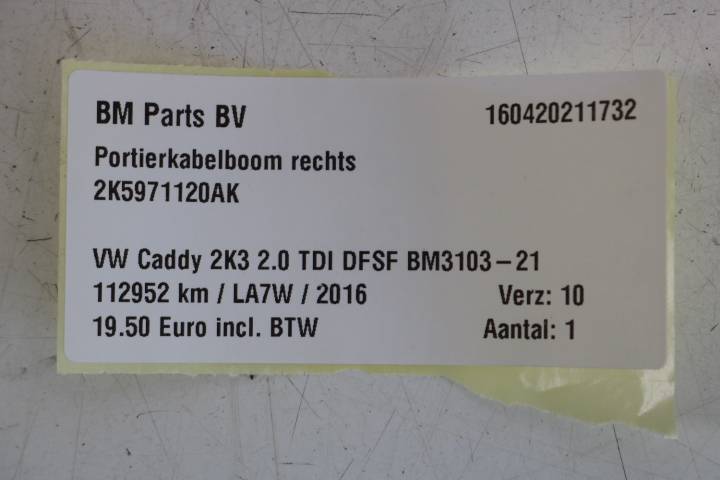 BM Parts BV 160420211732
Portierkabelboom rechts
2K5971120AK
VW Caddy 2K3 2.0 TDI DFSF BM3103-21
112952 km / LA7W / 2016 Verz: 10
19.50 Euro incl. BTW Aantal: 1